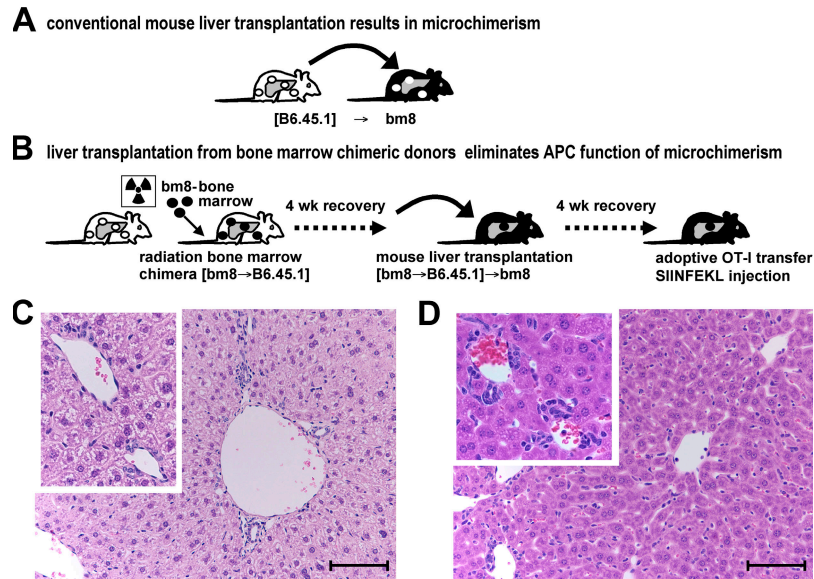 A conventional mouse liver transplantation results in microchimerism
[B6.45.1] → bm8
B liver transplantation from bone marrow chimeric donors eliminates APC function of microchimerism
bm8-bone
marrow
4 wk recovery
4 wk recovery
radiation bone marrow
chimera [bm8→B6.45.1]
mouse liver transplantation
[bm8→B6.45.1]→bm8
adoptive OT-I transfer
SIINFEKL injection
C
D